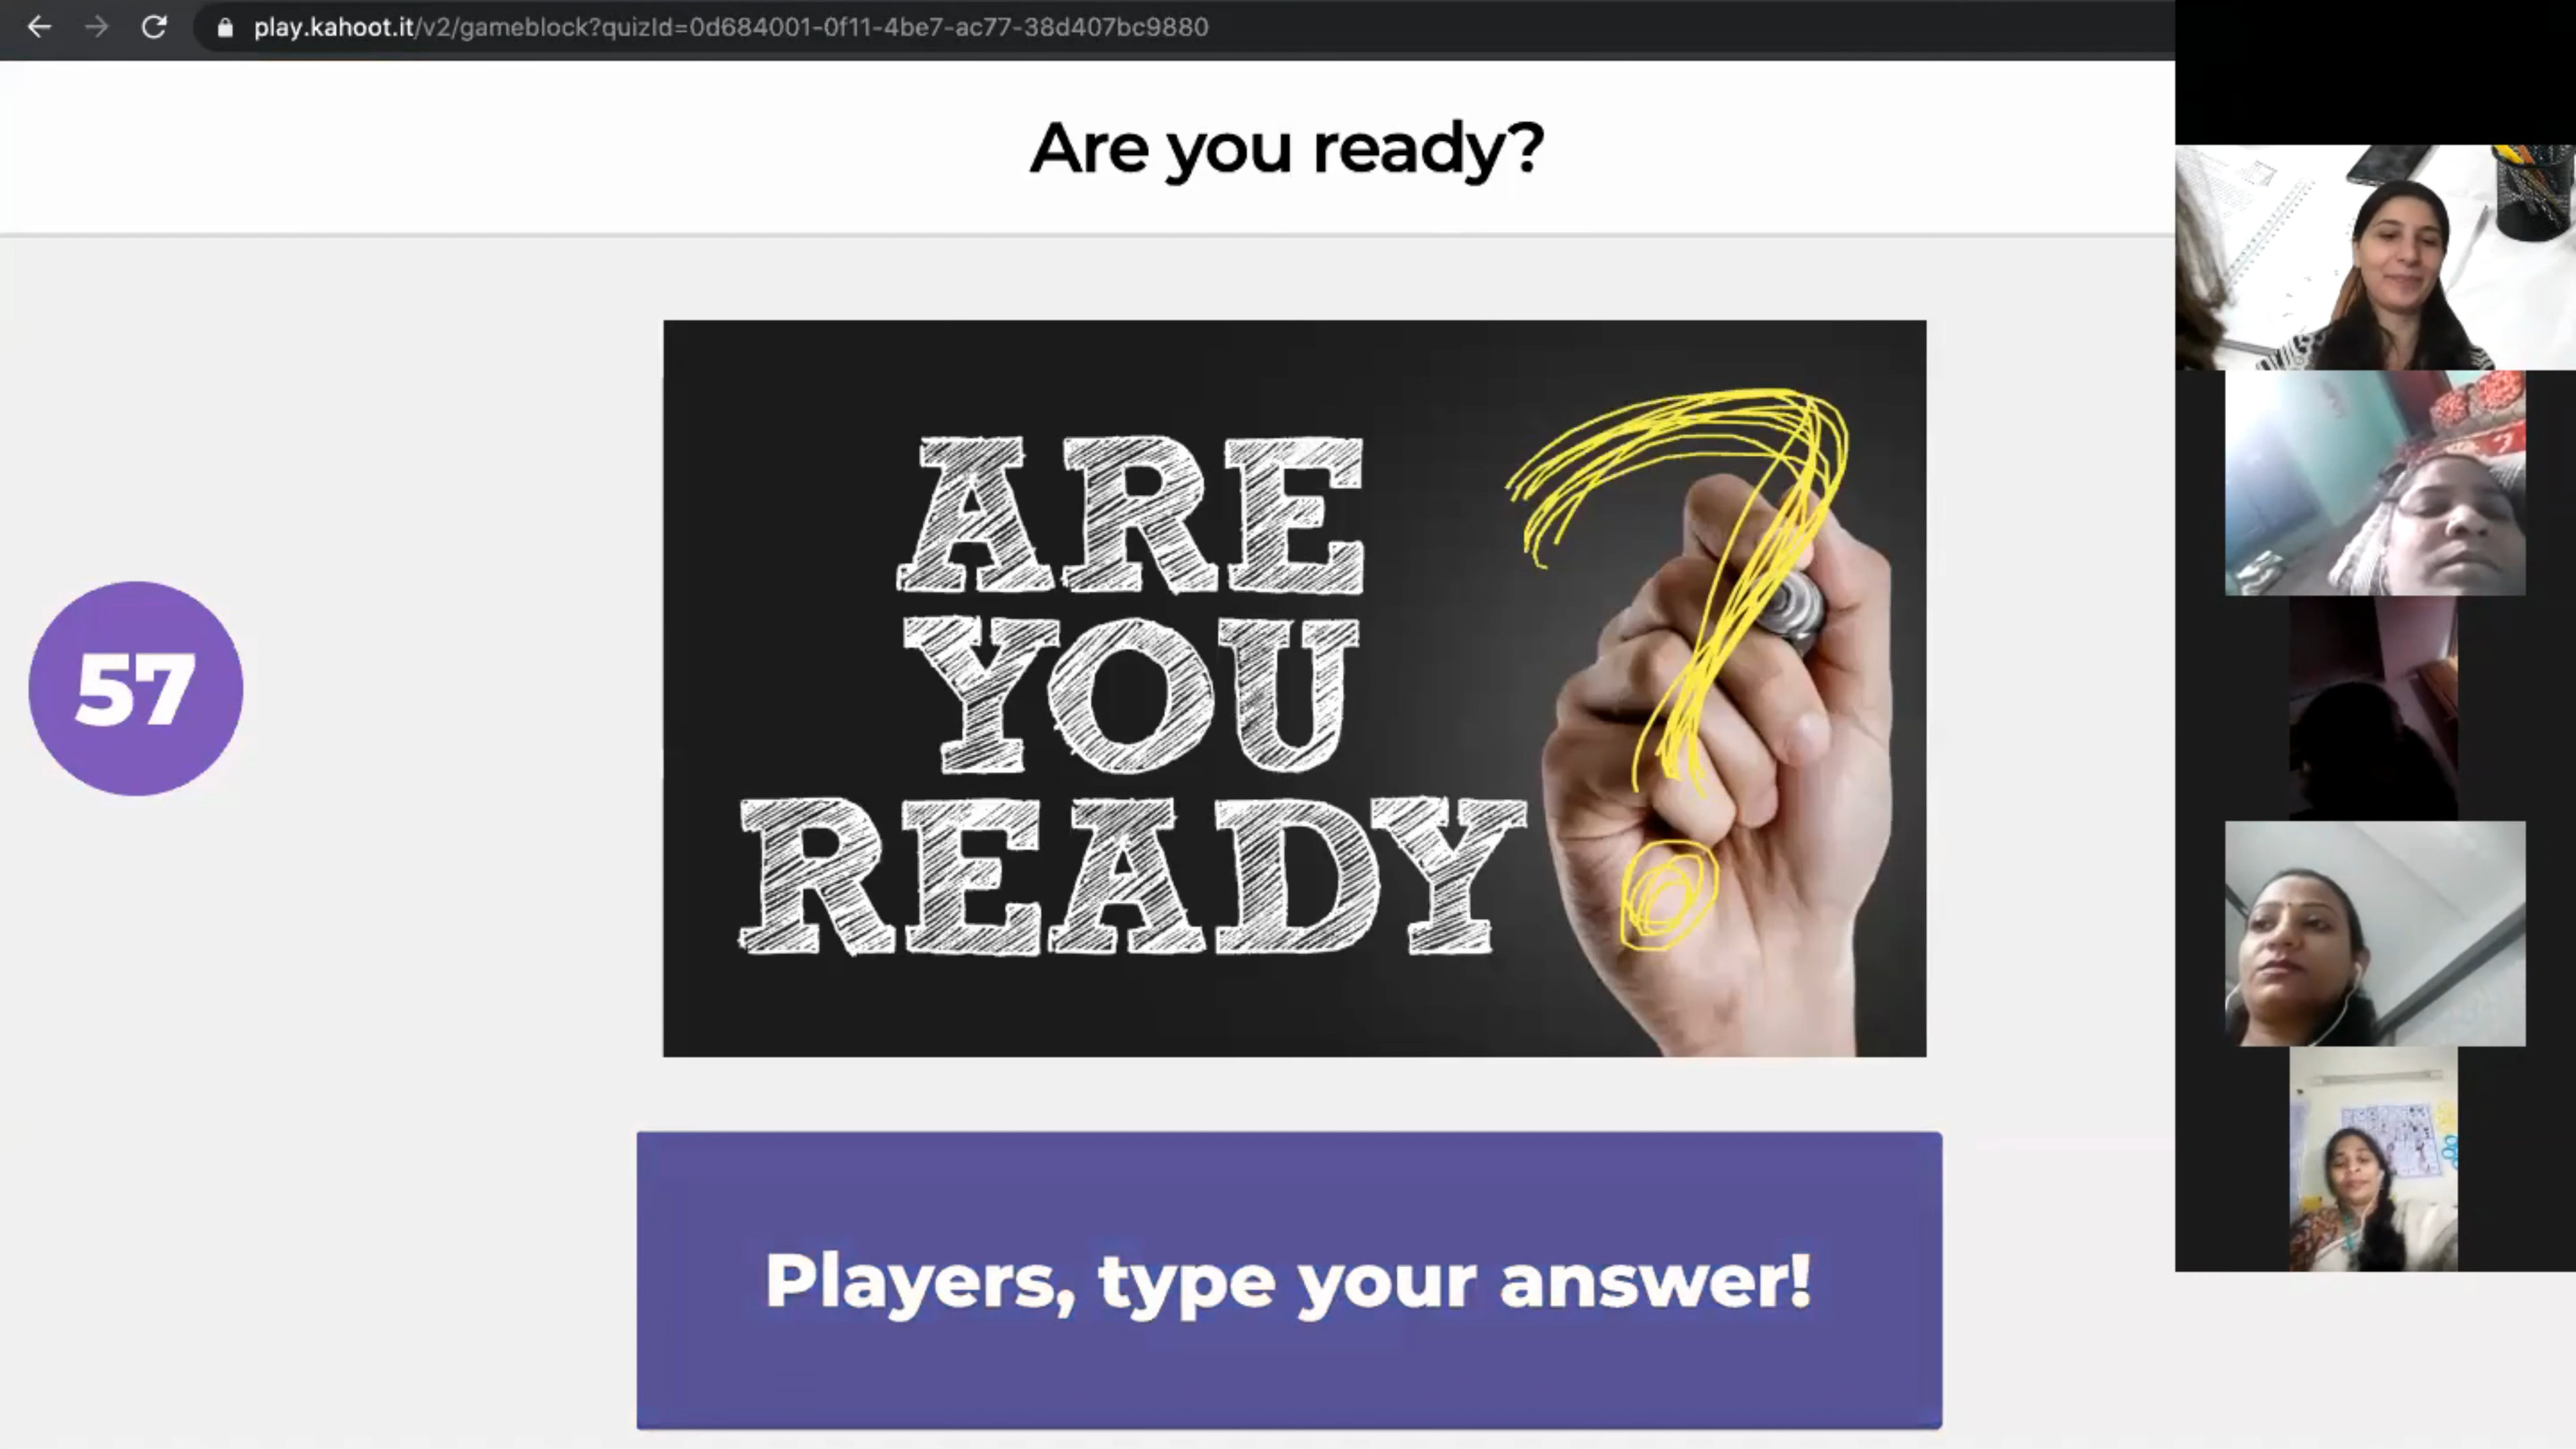 play.kahoot.it/v2/gameblock?quizId=0d684001-0f11-4be7-ac77-38d407bc9880
Are you ready?
ARE
YOU
READY
?
57
Players, type your answer!